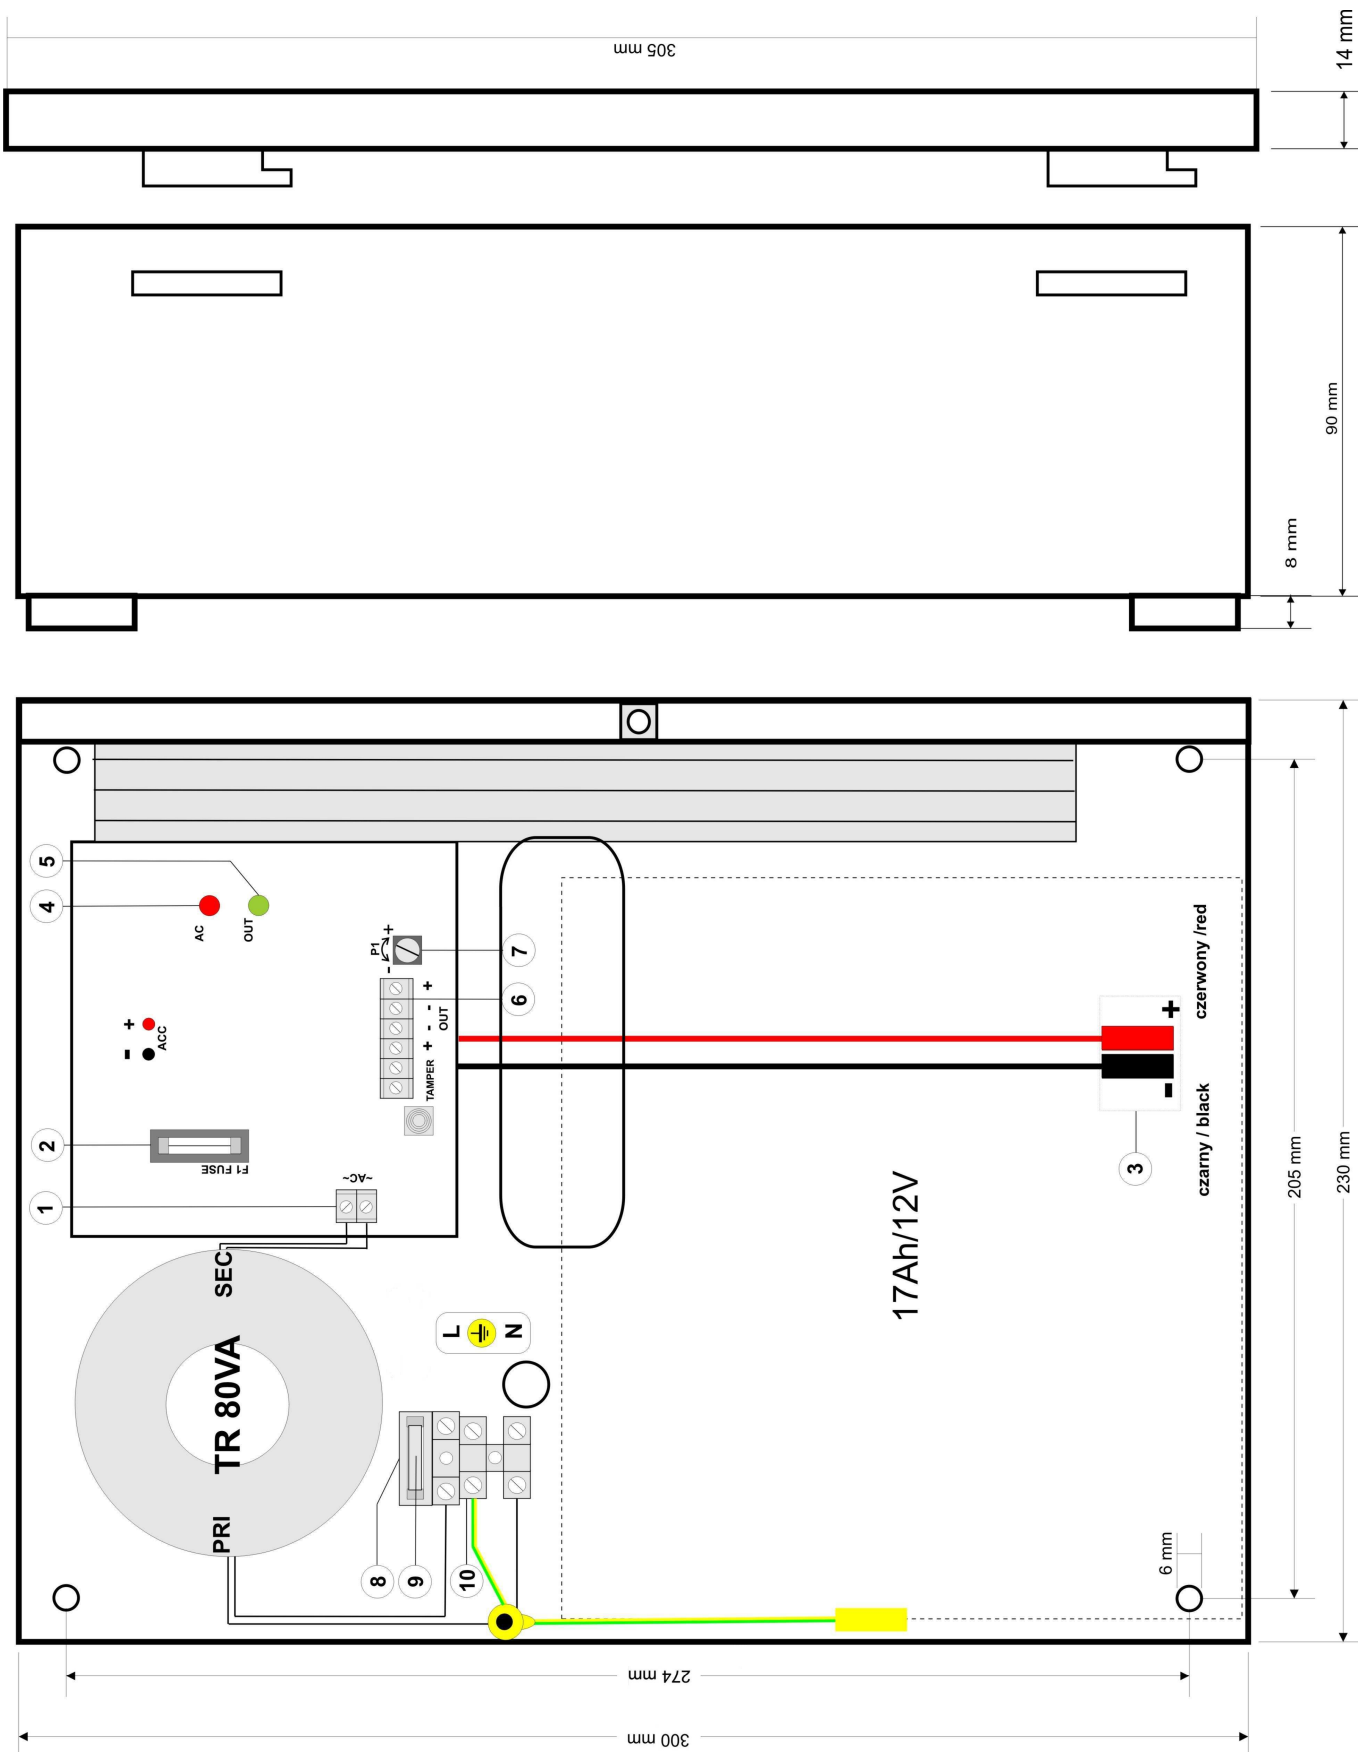 305 mm
14 mm
90 mm
8 mm
5
4
AC
OUT
+
-
ACC
2
F1 FUSE
1
~AC~
P1
-
+
7
6
TAMPER
+ - - +
OUT
SEC
TR 80VA
PRI
L
N
8
9
10
17Ah/12V
3
+
-
czerwony /red
czarny / black
6 mm
205 mm
230 mm
274 mm
300 mm